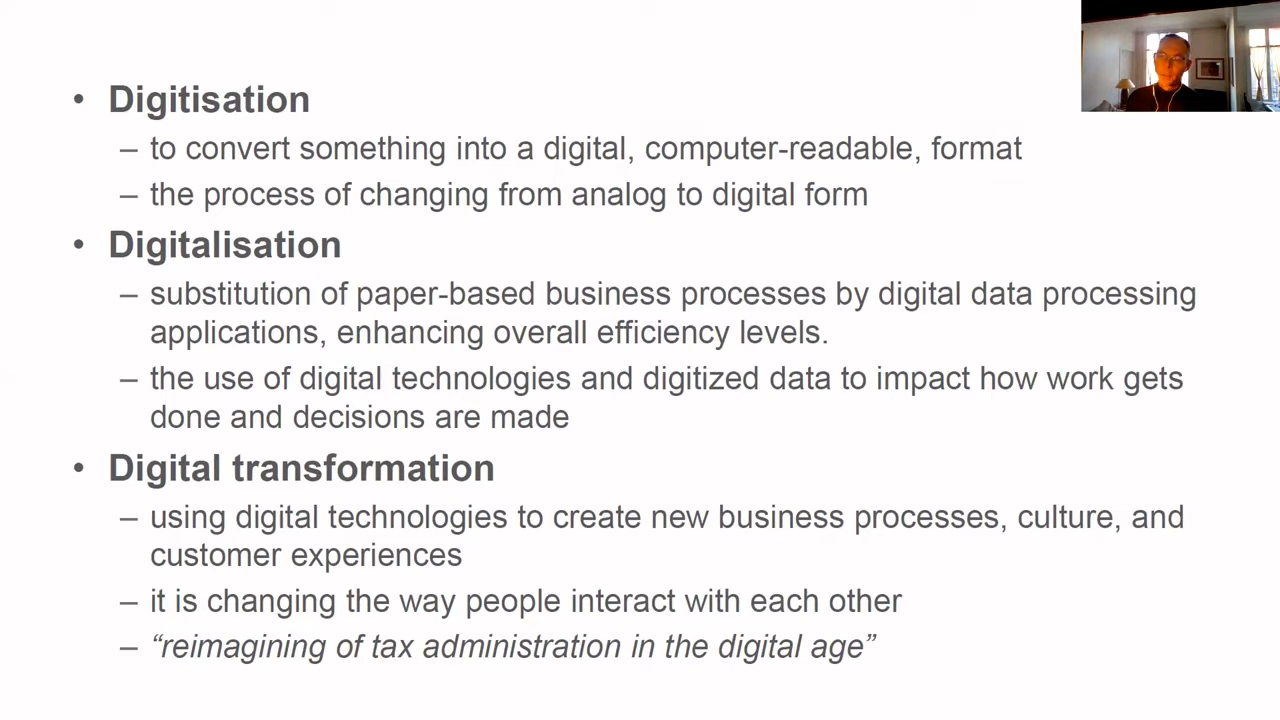 • Digitisation
– to convert something into a digital, computer-readable, format
– the process of changing from analog to digital form
• Digitalisation
– substitution of paper-based business processes by digital data processing
applications, enhancing overall efficiency levels.
– the use of digital technologies and digitized data to impact how work gets
done and decisions are made
• Digital transformation
– using digital technologies to create new business processes, culture, and
customer experiences
– it is changing the way people interact with each other
– “reimagining of tax administration in the digital age”